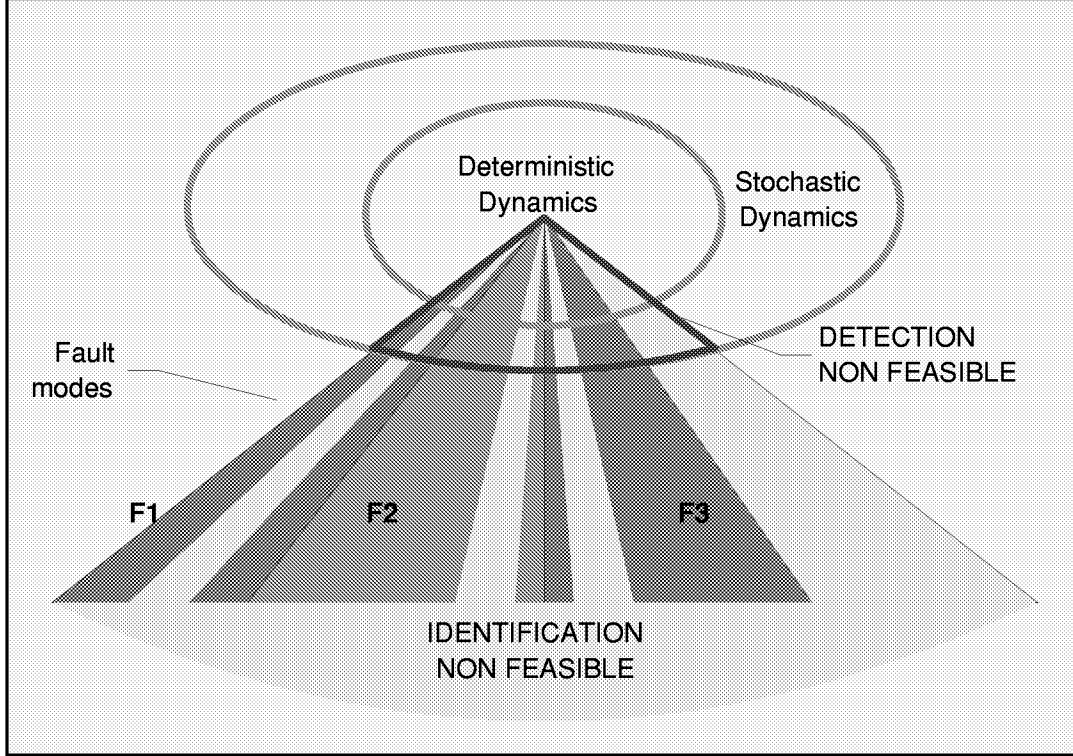 Deterministic
Dynamics
Stochastic
Dynamics
DETECTION
NON FEASIBLE
Fault
modes
F1
F2
F3
IDENTIFICATION
NON FEASIBLE